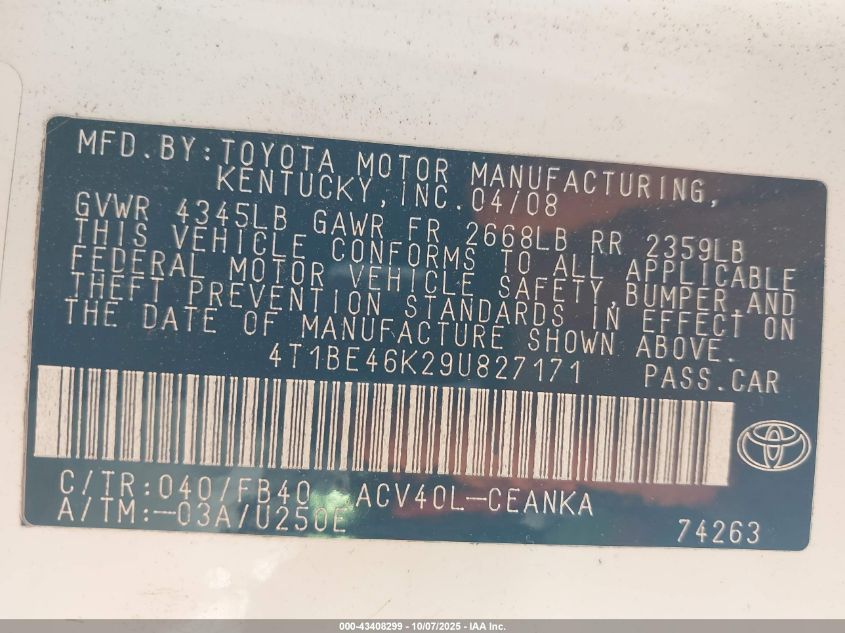 MFD.BY:TOYOTA MOTOR MANUFACTURING,
KENTUCKY,INC.04/08
GVWR 4345LB GAWR FR 2668LB RR 2359LB
THIS VEHICLE CONFORMS TO ALL APPLICABLE
FEDERAL MOTOR VEHICLE SAFETY,BUMPER,AND
THEFT PREVENTION STANDARDS IN EFFECT ON
THE DATE OF MANUFACTURE SHOWN ABOVE.
4T1BE46K29U827171 PASS.CAR
C/TR:040/FB40 ACV40L-CEANKA
A/TM:-03A/U250E 74263
000-43408299 - 10/07/2025 - IAA Inc.